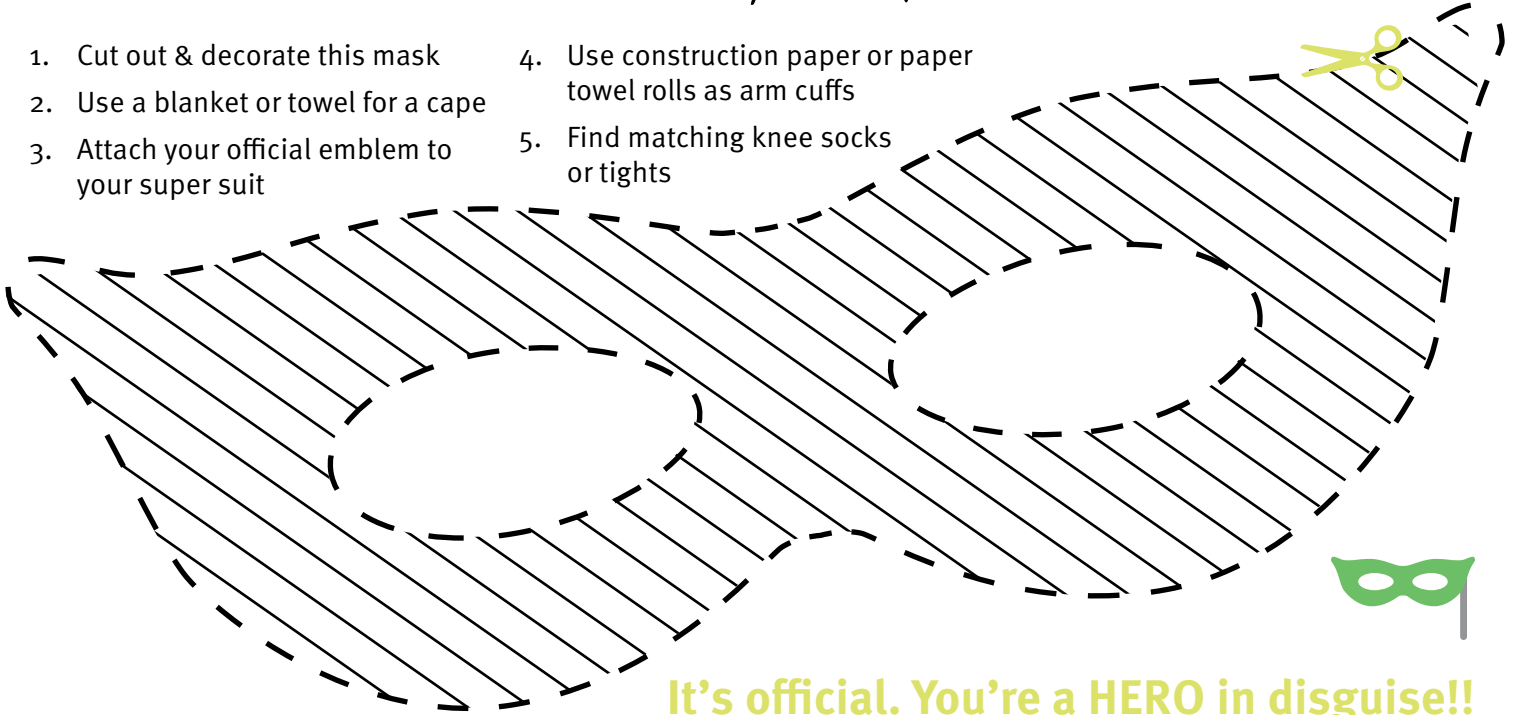 1. Cut out & decorate this mask
2. Use a blanket or towel for a cape
3. Attach your official emblem to
your super suit
4. Use construction paper or paper
towel rolls as arm cuffs
5. Find matching knee socks
or tights
It's official. You're a HERO in disguise!!